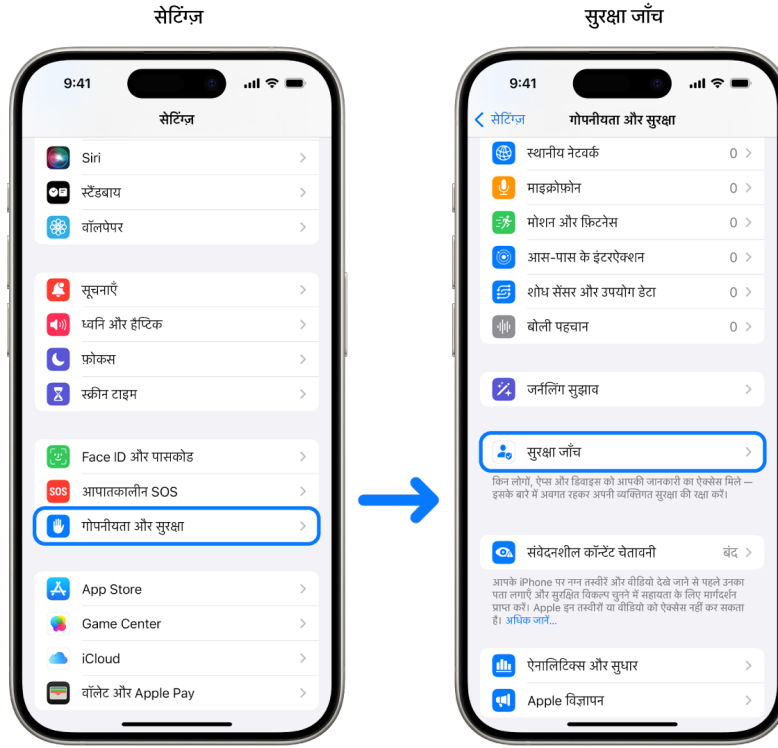 सेटिंग्ज़
9:41
सेटिंग्ज़
Siri
स्टैंडबाय
वॉलपेपर
सूचनाएँ
ध्वनि और हैप्टिक
फ़ोकस
स्क्रीन टाइम
Face ID और पासकोड
SOS आपातकालीन SOS
गोपनीयता और सुरक्षा
App Store
Game Center
iCloud
वॉलेट और Apple Pay
सुरक्षा जाँच
9:41
सेटिंग्ज़ गोपनीयता और सुरक्षा
स्थानीय नेटवर्क 0
माइक्रोफ़ोन 0
मोशन और फ़िटनेस 0
आस-पास के इंटरऐक्शन 0
शोध सेंसर और उपयोग डेटा 0
बोली पहचान 0
जर्नलिंग सुझाव
सुरक्षा जाँच
किन लोगों, ऐप्स और डिवाइस को आपकी जानकारी का ऐक्सेस मिले —
इसके बारे में अवगत रहकर अपनी व्यक्तिगत सुरक्षा की रक्षा करें।
संवेदनशील कॉन्टेंट चेतावनी बंद
आपके iPhone पर नग्न तस्वीरें और वीडियो देखे जाने से पहले उनका
पता लगाएँ और सुरक्षित विकल्प चुनने में सहायता के लिए मार्गदर्शन
प्राप्त करें। Apple इन तस्वीरों या वीडियो को ऐक्सेस नहीं कर सकता
है। अधिक जानें...
ऐनालिटिक्स और सुधार
Apple विज्ञापन